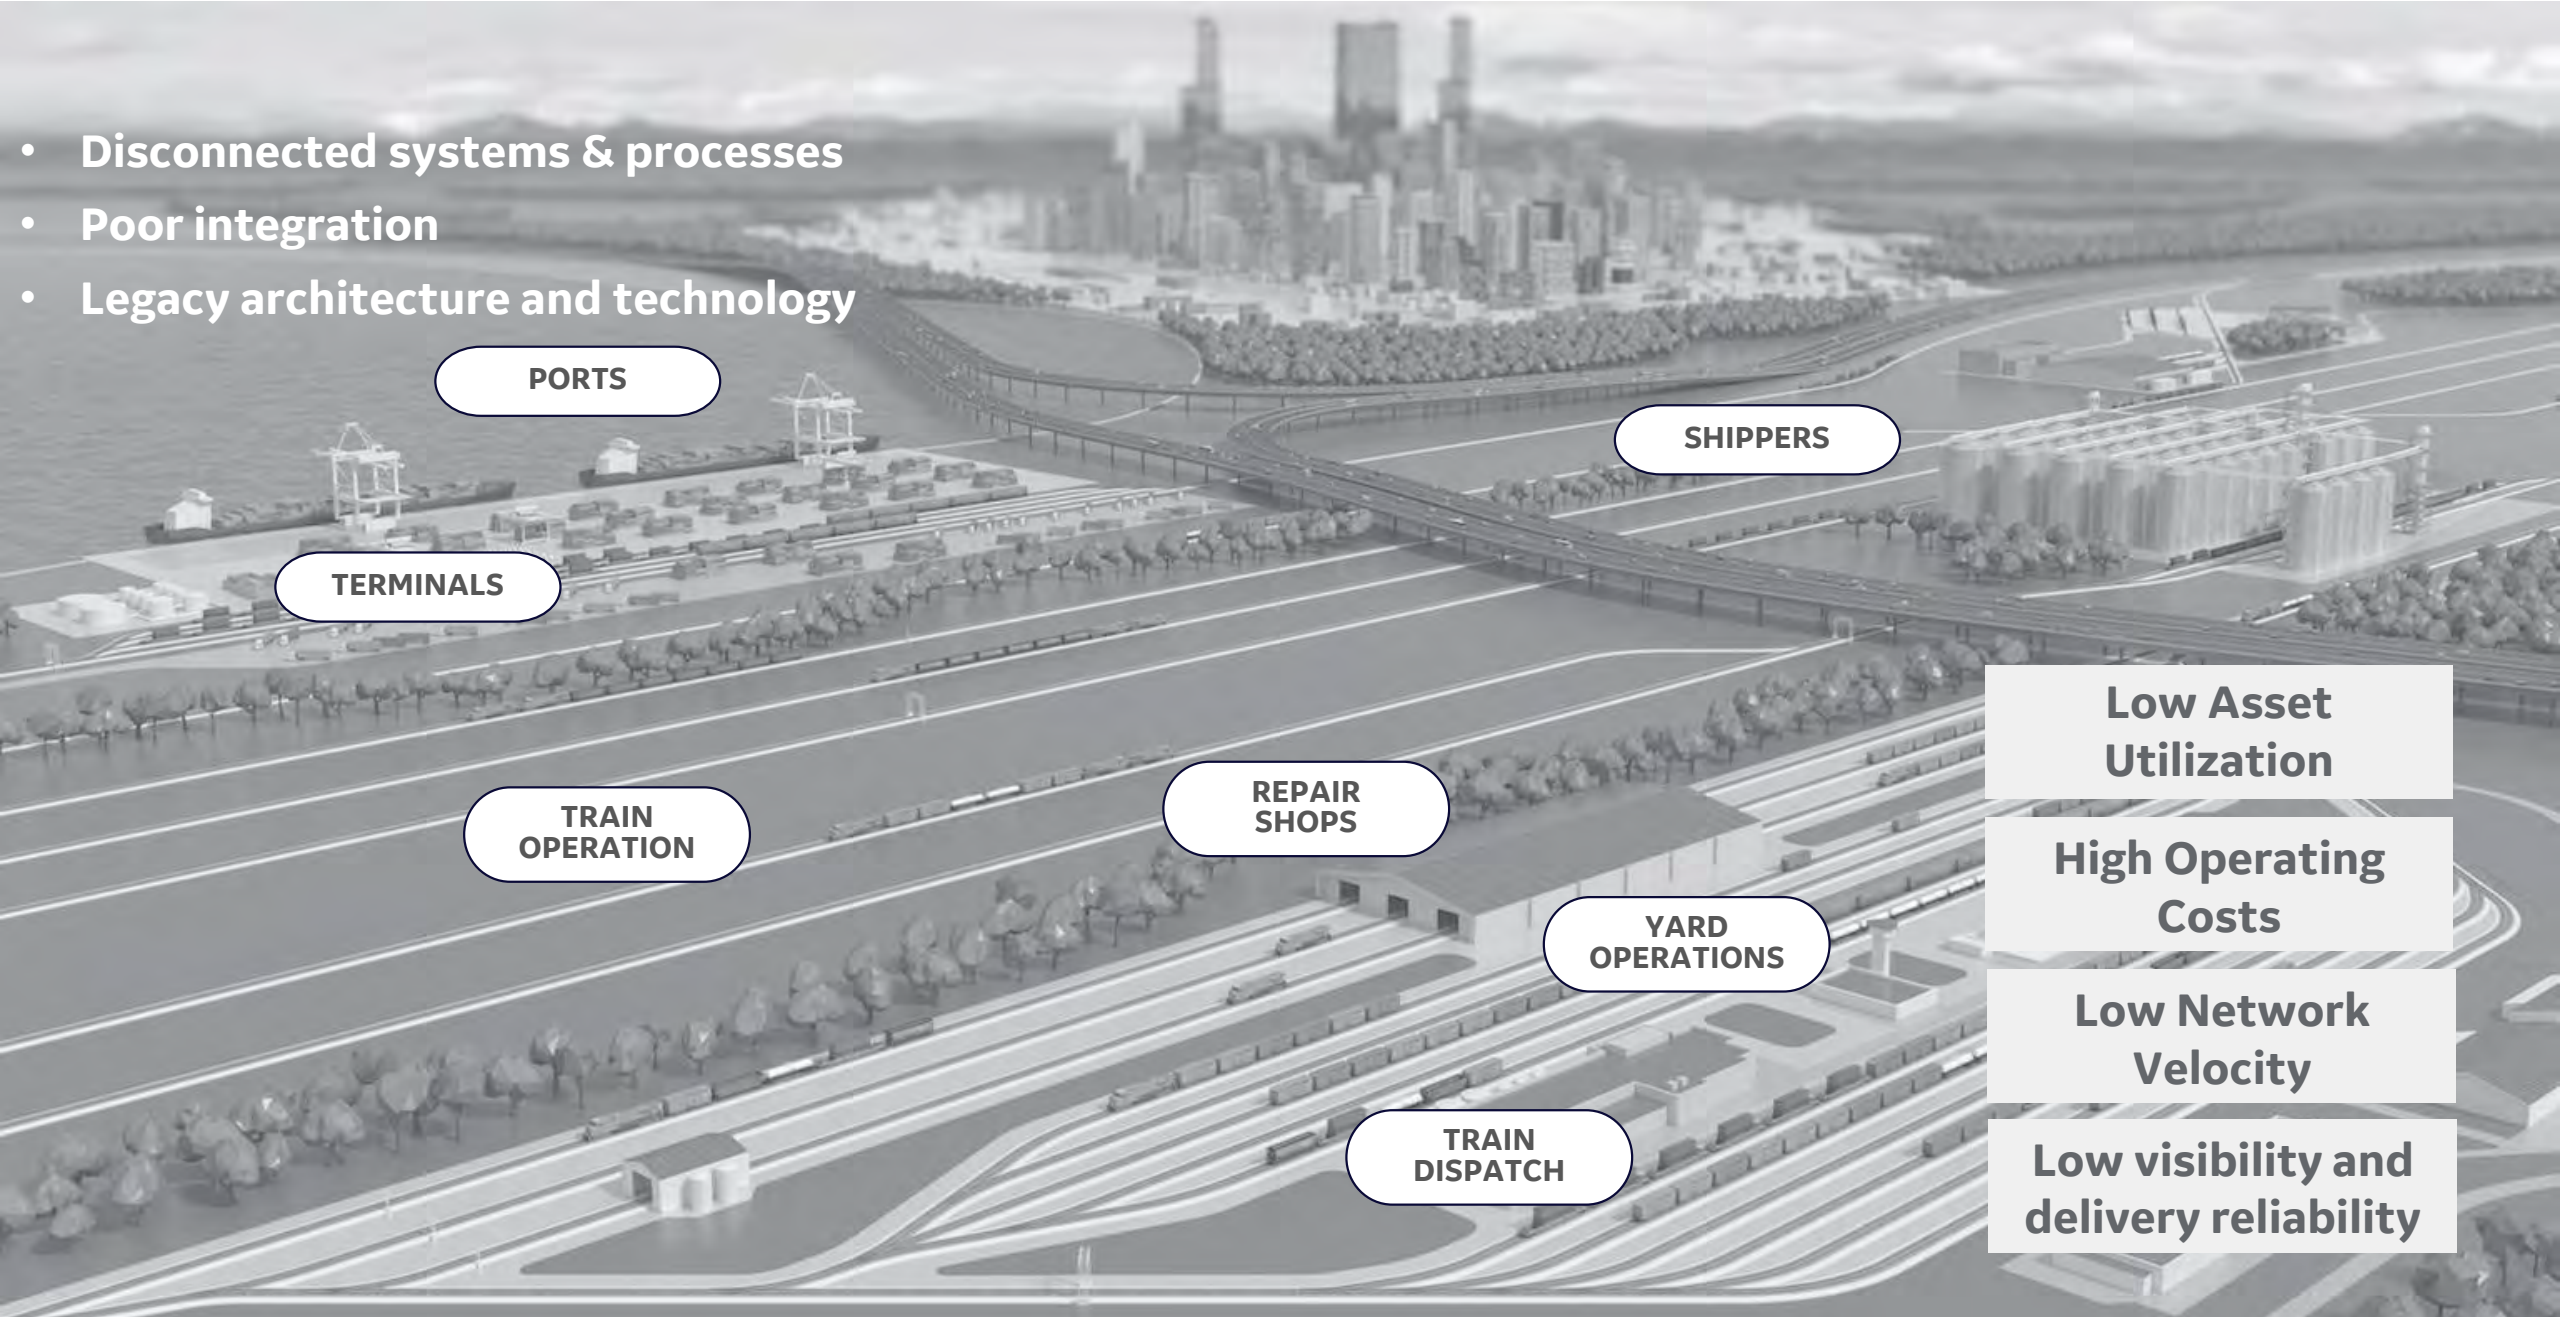 • Disconnected systems & processes
• Poor integration
• Legacy architecture and technology
PORTS
SHIPPERS
TERMINALS
TRAIN
OPERATION
REPAIR
SHOPS
YARD
OPERATIONS
TRAIN
DISPATCH
Low Asset
Utilization
High Operating
Costs
Low Network
Velocity
Low visibility and
delivery reliability